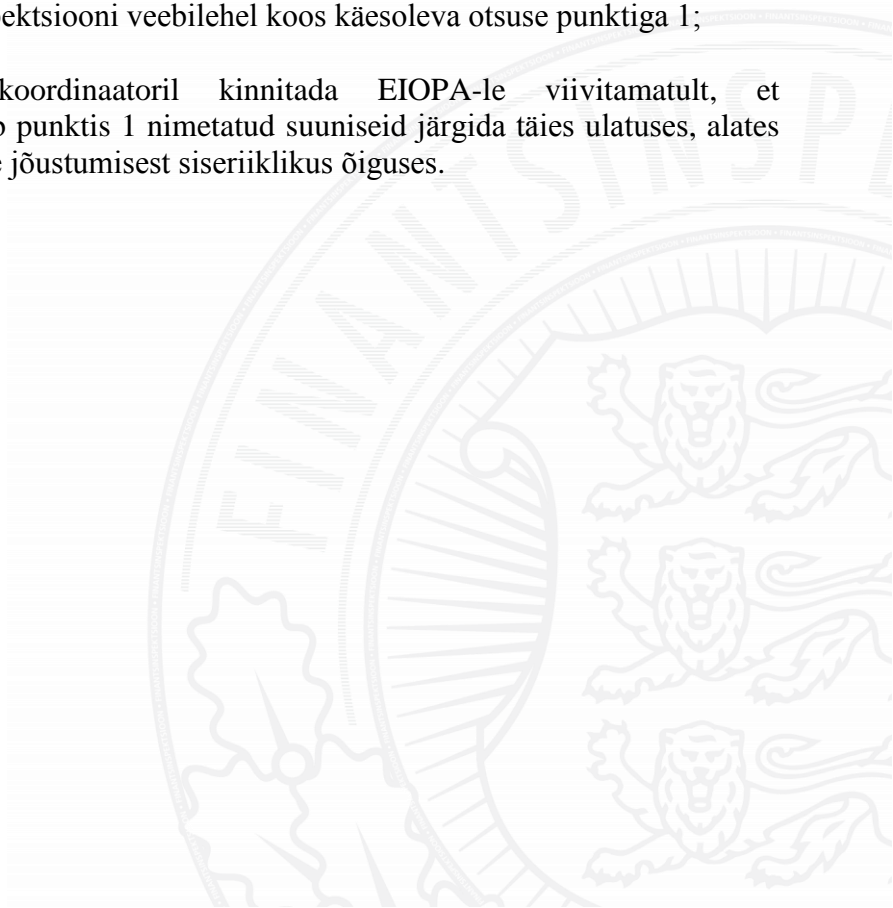 ektsiooni veebilehel koos käesoleva otsuse punktiga 1;
koordinaatoril kinnitada EIOPA-le viivitamatult, et
punktis 1 nimetatud suuniseid järgida täies ulatuses, alates
jõustumisest siseriiklikus õiguses.
FINANTSINSP